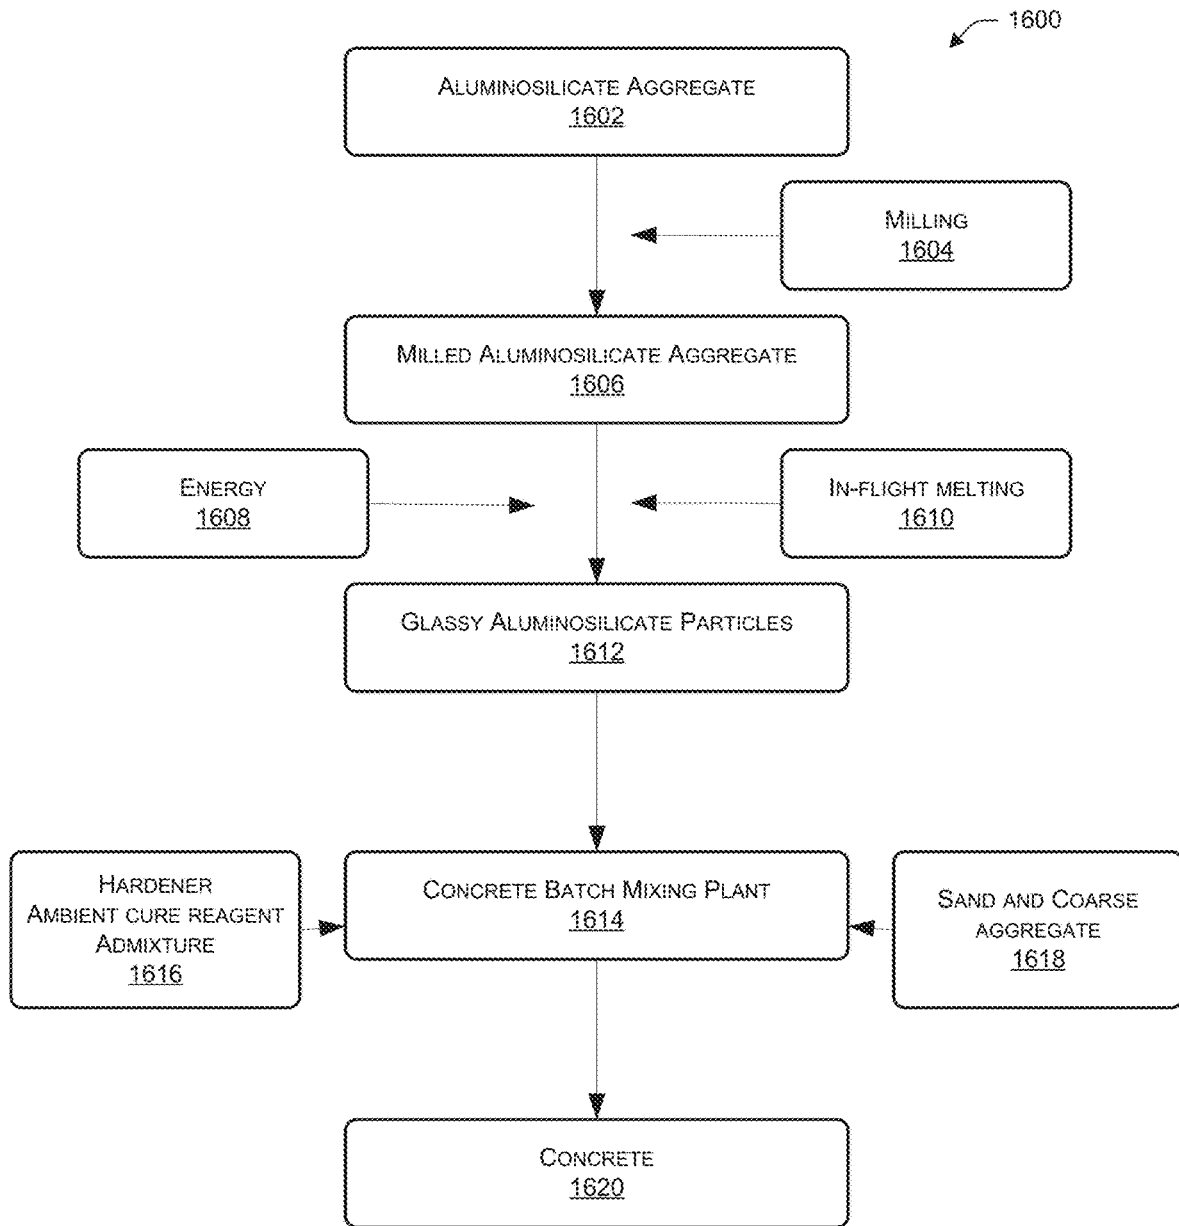 1600
ALUMINOSILICATE AGGREGATE
1602
MILLING
1604
MILLED ALUMINOSILICATE AGGREGATE
1606
ENERGY
1608
IN-FLIGHT MELTING
1610
GLASSY ALUMINOSILICATE PARTICLES
1612
HARDENER
AMBIENT CURE REAGENT
ADMIXTURE
1616
CONCRETE BATCH MIXING PLANT
1614
SAND AND COARSE
AGGREGATE
1618
CONCRETE
1620